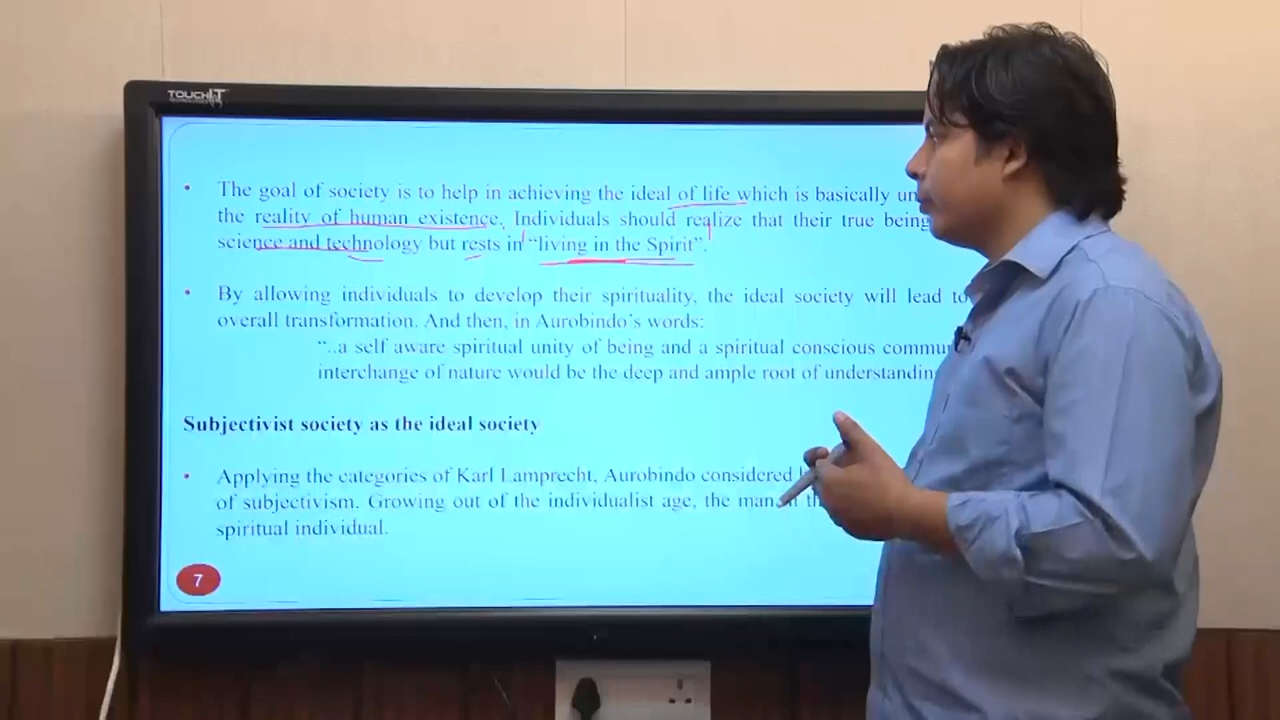 TOUCHIT
The goal of society is to help in achieving the ideal of life which is basically
the reality of human existence. Individuals should realize that their true being
science and technology but rests in “living in the Spirit”.
By allowing individuals to develop their spirituality, the ideal society will lead to
overall transformation. And then, in Aurobindo’s words:
“..a self aware spiritual unity of being and a spiritual conscious
interchange of nature would be the deep and ample root of
Subjectivist society as the ideal society
Applying the categories of Karl Lamprecht, Aurobindo considered
of subjectivism. Growing out of the individualist age, the man
spiritual individual.
7